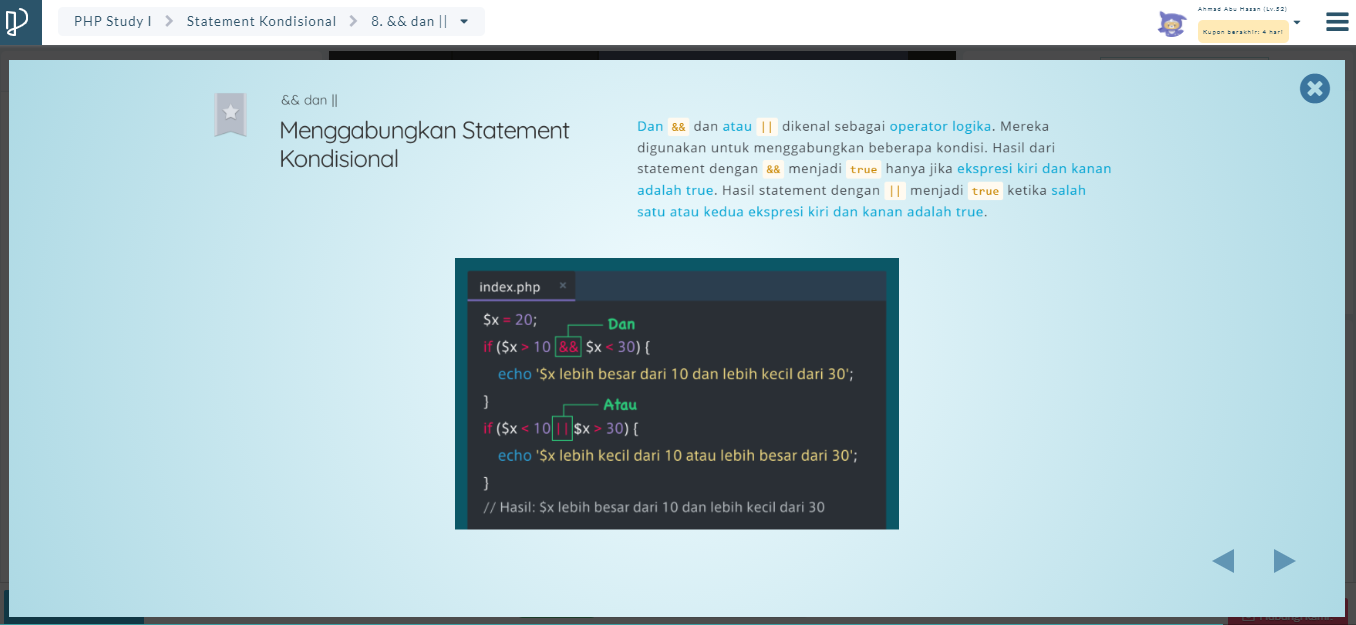 PHP Study I > Statement Kondisional > 8. && dan ||
Ahmad Abu Hasan (Lv.52)
Kupon berakhir: 4 hari
&& dan ||
Menggabungkan Statement
Kondisional
Dan && dan atau || dikenal sebagai operator logika. Mereka
digunakan untuk menggabungkan beberapa kondisi. Hasil dari
statement dengan && menjadi true hanya jika ekspresi kiri dan kanan
adalah true. Hasil statement dengan || menjadi true ketika salah
satu atau kedua ekspresi kiri dan kanan adalah true.
index.php ×
$x = 20;
Dan
if ($x > 10 && $x < 30) {
echo '$x lebih besar dari 10 dan lebih kecil dari 30';
}
Atau
if ($x < 10 || $x > 30) {
echo '$x lebih kecil dari 10 atau lebih besar dari 30';
}
// Hasil: $x lebih besar dari 10 dan lebih kecil dari 30